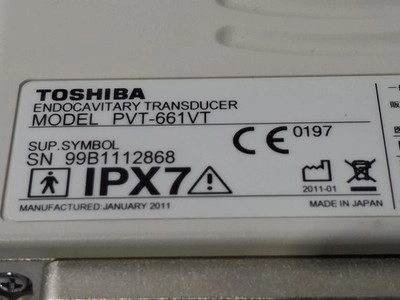 TOSHIBA
ENDOCAVITARY TRANSDUCER
MODEL PVT-661VT
0197
SUP.SYMBOL
SN 99B1112868
IPX7
2011-01
MANUFACTURED:JANUARY 2011
MADE IN JAPAN